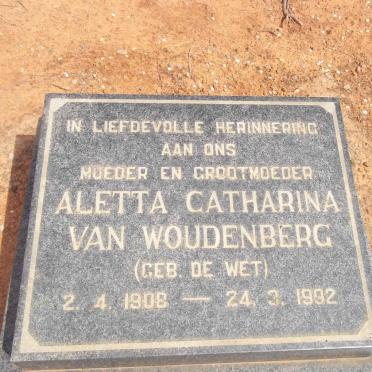 IN LIEFDEVOLLE HERINNERING
AAN ONS
MOEDER EN GROOTMOEDER
ALETTA CATHARINA
VAN WOUDENBERG
(GEB. DE WET)
2. 4. 1908 — 24. 3. 1992